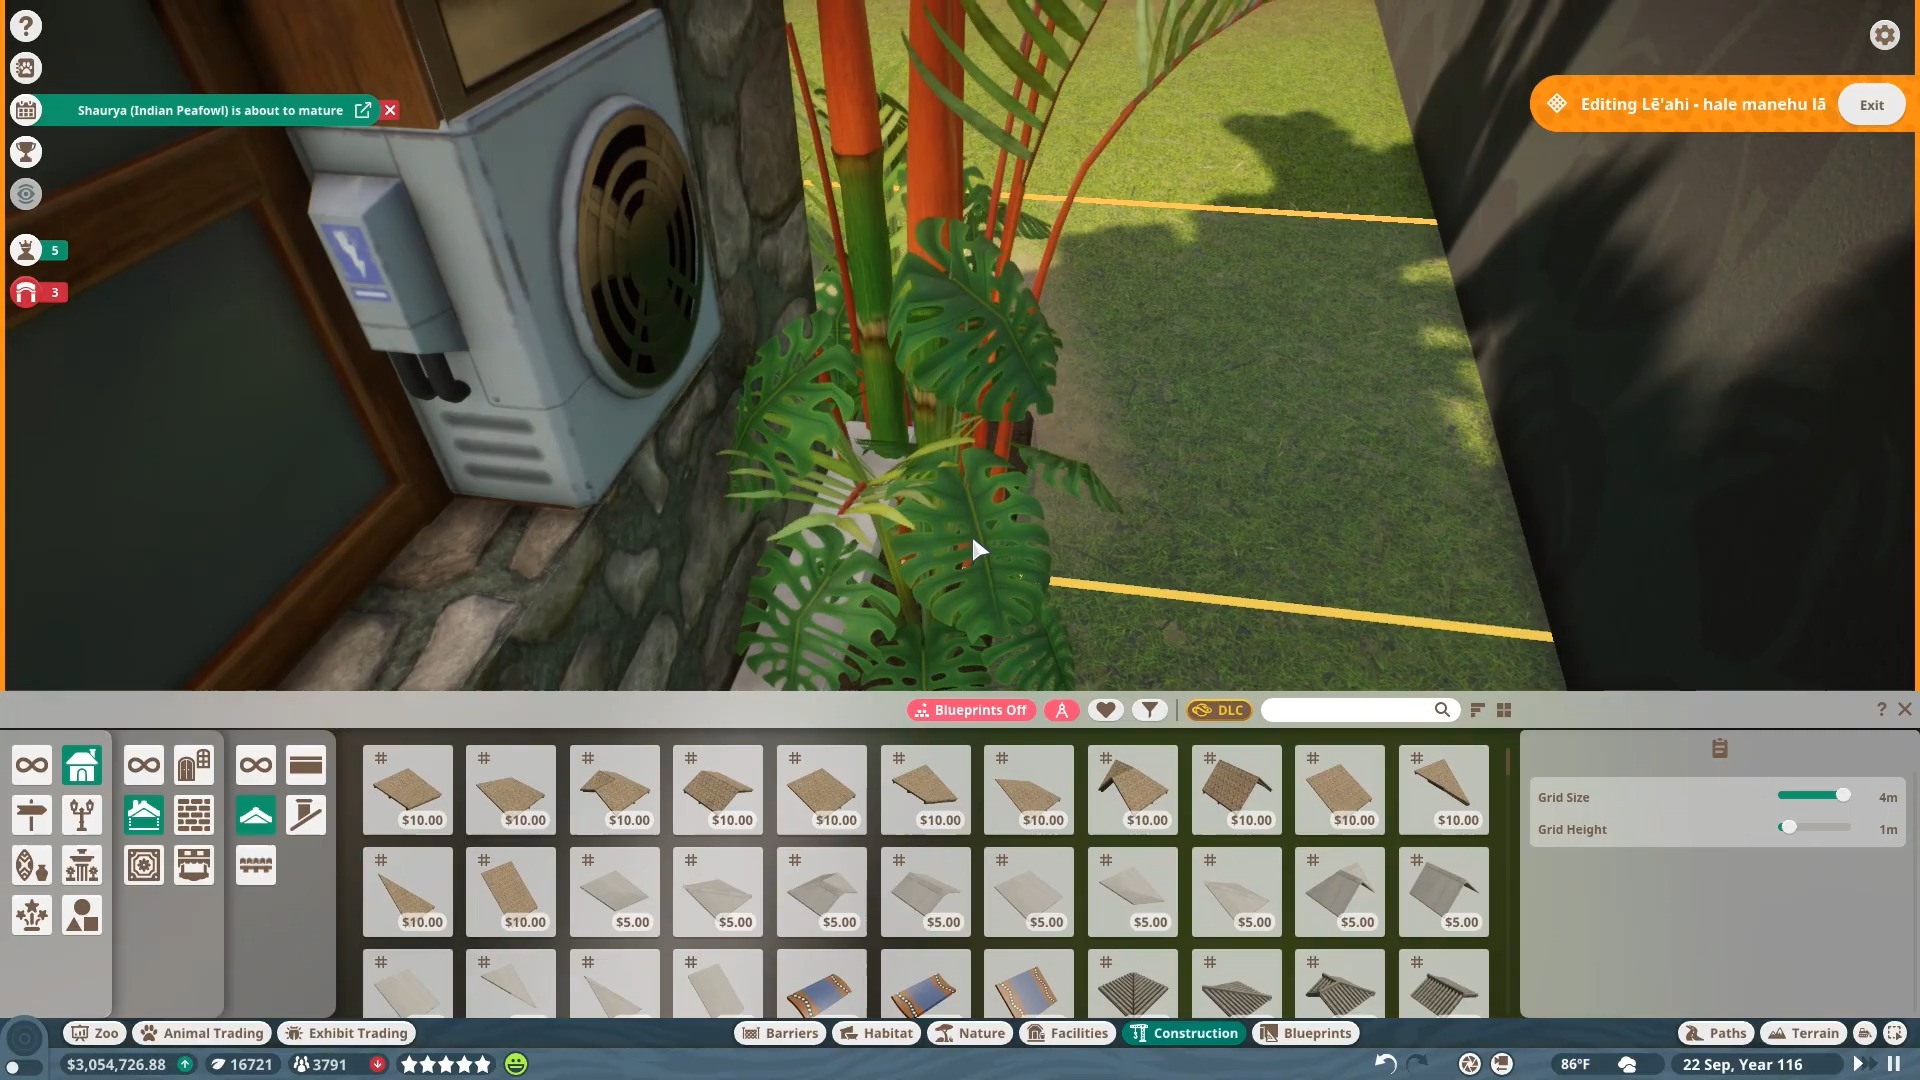 Shaurya (Indian Peafowl) is about to mature
Editing Lē'ahi - hale manehu lā
Exit
5
3
Blueprints Off
DLC
Grid Size
4m
Grid Height
1m
$10.00 $10.00 $10.00 $10.00 $10.00 $10.00 $10.00 $10.00 $10.00 $10.00 $10.00
$10.00 $10.00 $5.00 $5.00 $5.00 $5.00 $5.00 $5.00 $5.00 $5.00 $5.00
Zoo Animal Trading Exhibit Trading Barriers Habitat Nature Facilities Construction Blueprints Paths Terrain
$3,054,726.88 16721 3791 86°F 22 Sep, Year 116